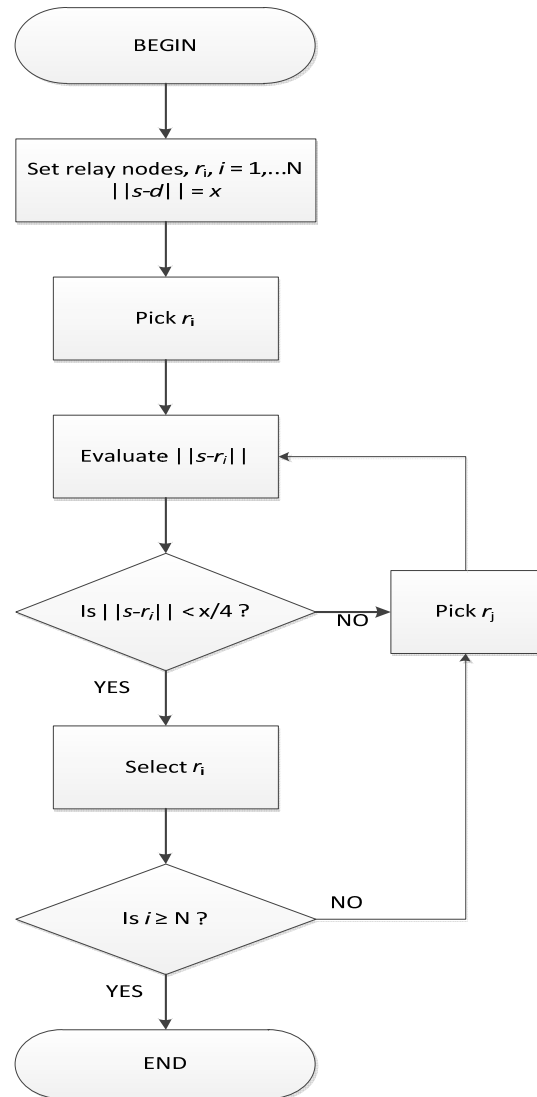 BEGIN
Set relay nodes, rᵢ, i = 1,...N
||s-d|| = x
Pick rᵢ
Evaluate ||s-rᵢ||
Is ||s-rᵢ|| < x/4 ?
NO
Pick rⱼ
YES
Select rᵢ
Is i ≥ N ?
NO
YES
END